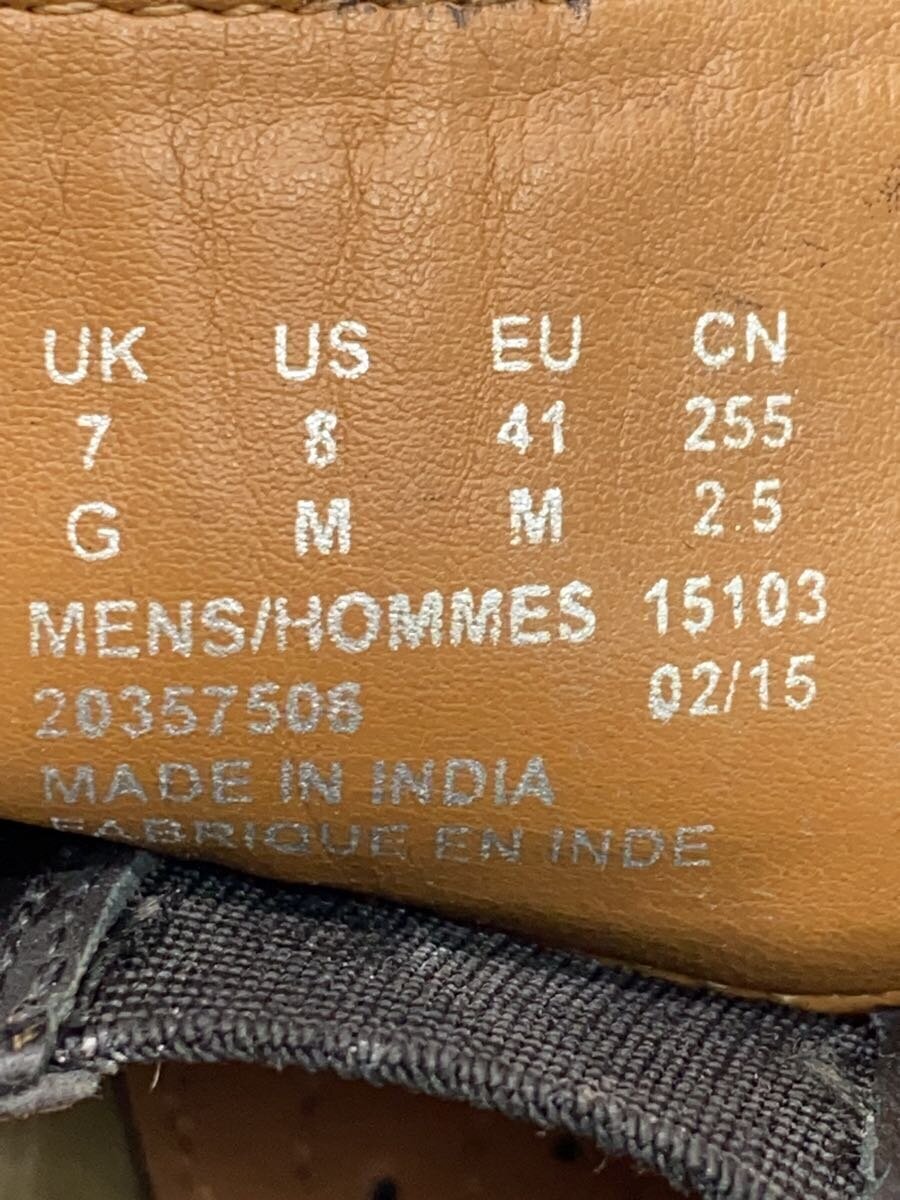 UK US EU CN
7 8 41 255
G M M 2.5
MENS/HOMMES 15103
20357506 02/15
MADE IN INDIA
FABRIQUE EN INDE